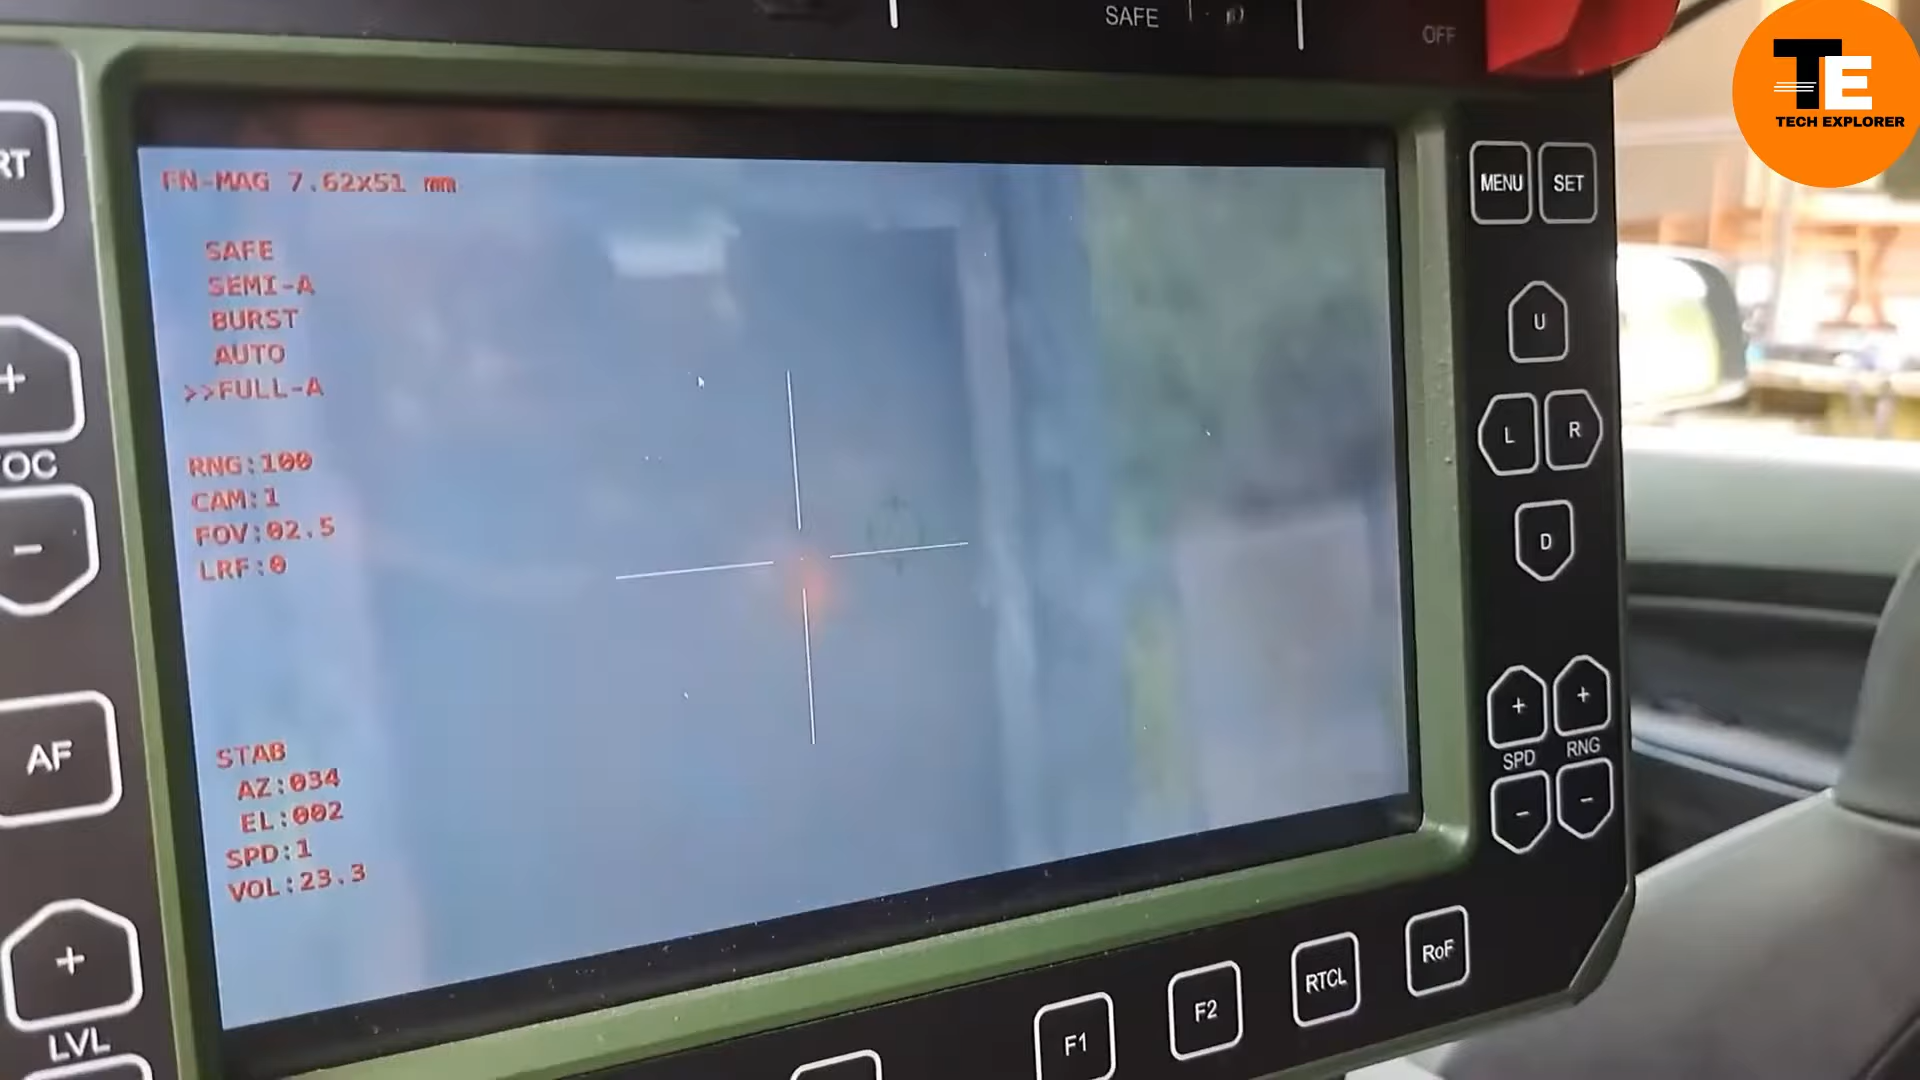 SAFE
OFF
TE
TECH EXPLORER
FN-MAG 7.62x51 mm
SAFE
SEMI-A
BURST
AUTO
>>FULL-A
RNG:100
CAM:1
FOV:02.5
LRF:0
STAB
AZ:034
EL:002
SPD:1
VOL:23.3
RT
+
OC
−
AF
+
LVL
MENU
SET
U
L
R
D
+
+
SPD
RNG
−
−
F1
F2
RTCL
RoF